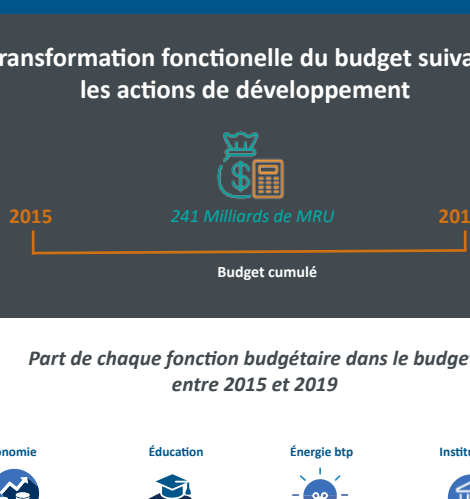 ransformation fonctionelle du budget suiva
les actions de développement
$
2015 241 Milliards de MRU 201
Budget cumulé
Part de chaque fonction budgétaire dans le budge
entre 2015 et 2019
onomie Éducation Énergie btp Institu